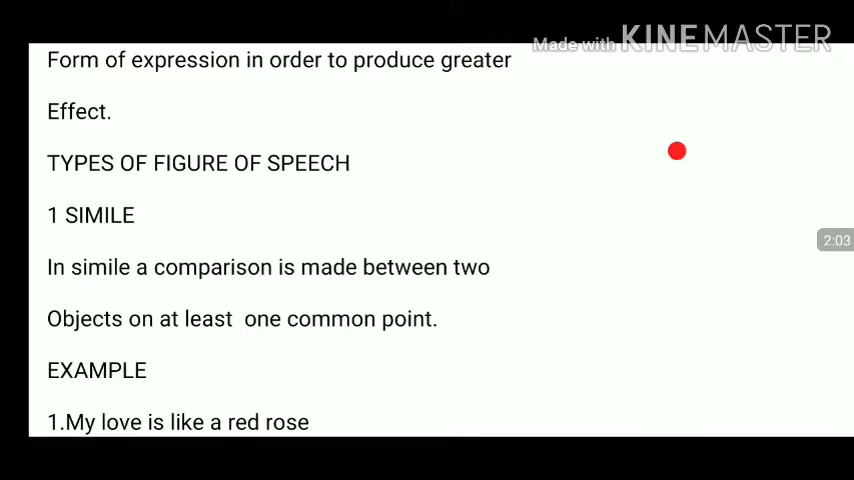 Made with KINEMASTER
Form of expression in order to produce greater
Effect.
TYPES OF FIGURE OF SPEECH
1 SIMILE
2:03
In simile a comparison is made between two
Objects on at least one common point.
EXAMPLE
1.My love is like a red rose